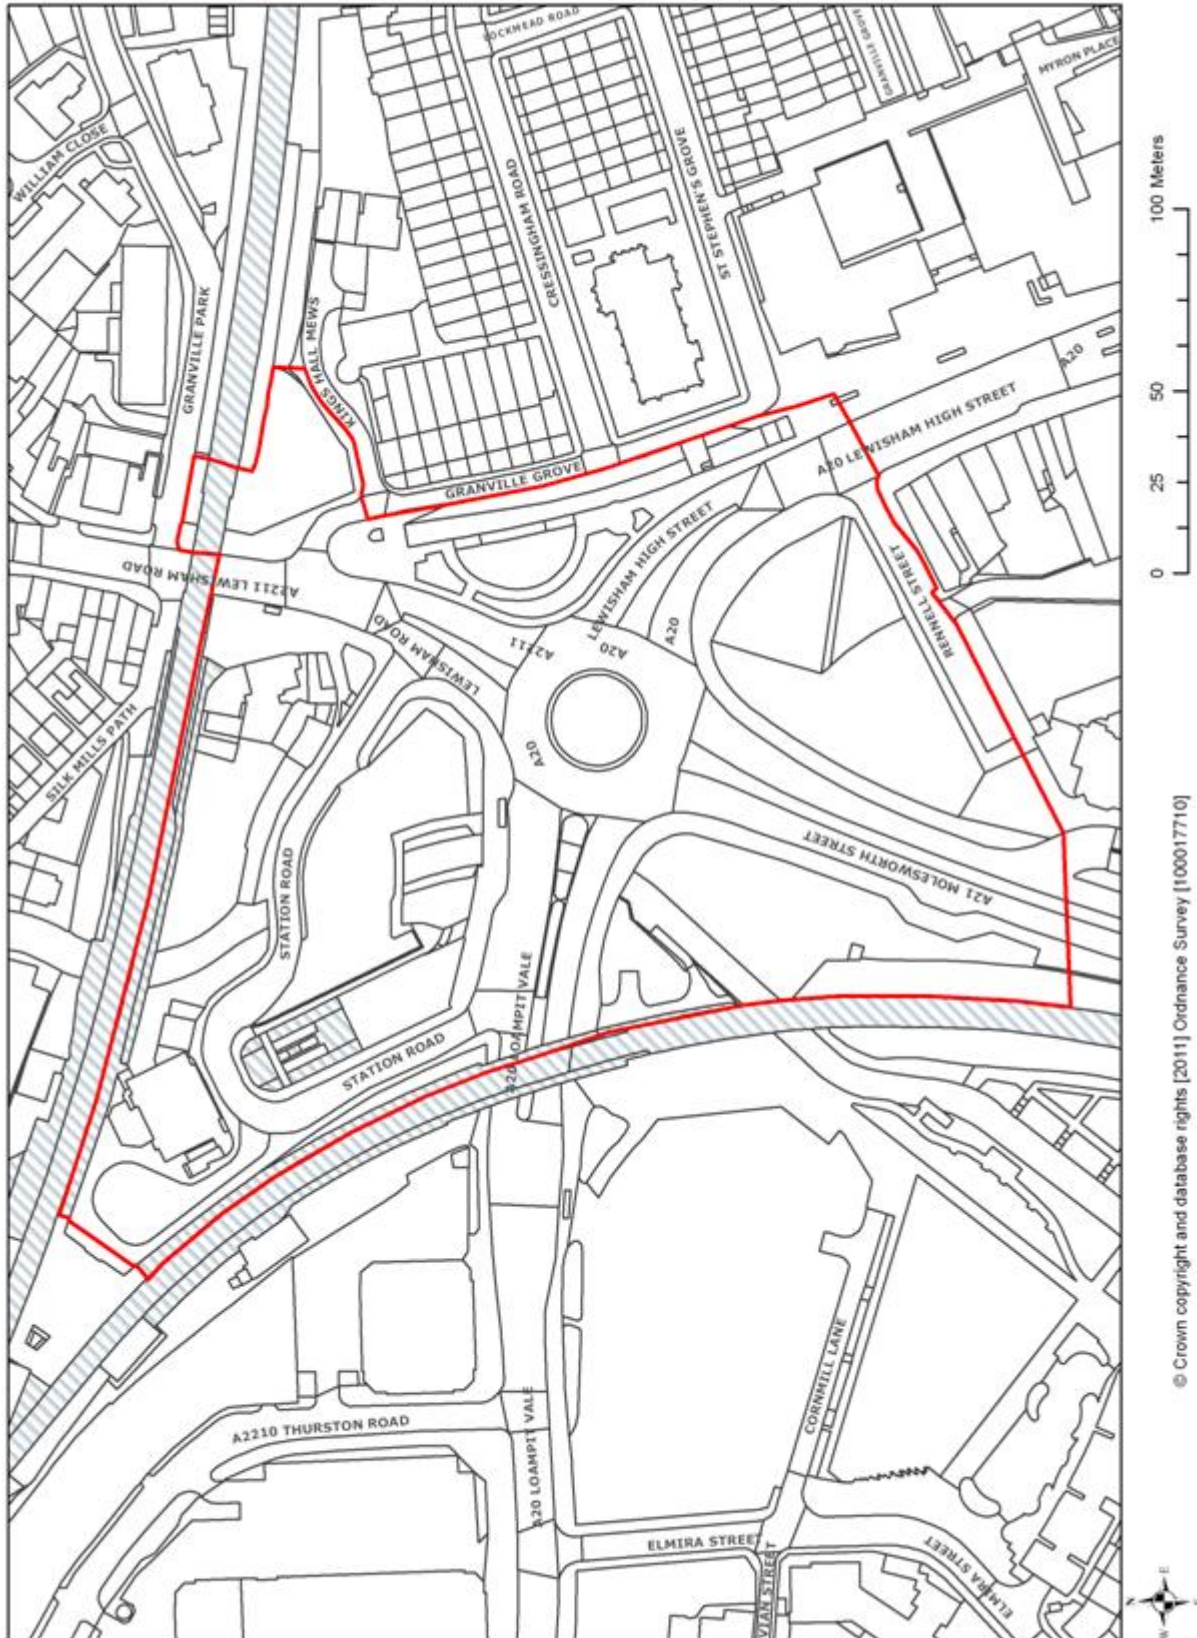 LOCKMEAD ROAD
GRANVILLE GROVE
MYRON PLACE
WILLIAM CLOSE
ST STEPHEN'S GROVE
CRESSINGHAM ROAD
GRANVILLE PARK
KINGS HALL MEWS
100 Meters
50
25
0
A20
A20 LEWISHAM HIGH STREET
GRANVILLE GROVE
LEWISHAM HIGH STREET
A2211 LEWISHAM ROAD
RENNELL STREET
LEWISHAM ROAD
A2211
A20
A20
A20
SILK MILLS PATH
STATION ROAD
A21 MOLESWORTH STREET
A20 LOAMPIT VALE
STATION ROAD
CORNMILL LANE
A2210 THURSTON ROAD
A20 LOAMPIT VALE
ELMIRA STREET
VIAN STREET
ELMIRA STREET
© Crown copyright and database rights [2011] Ordnance Survey [100017710]
N
E
S
W